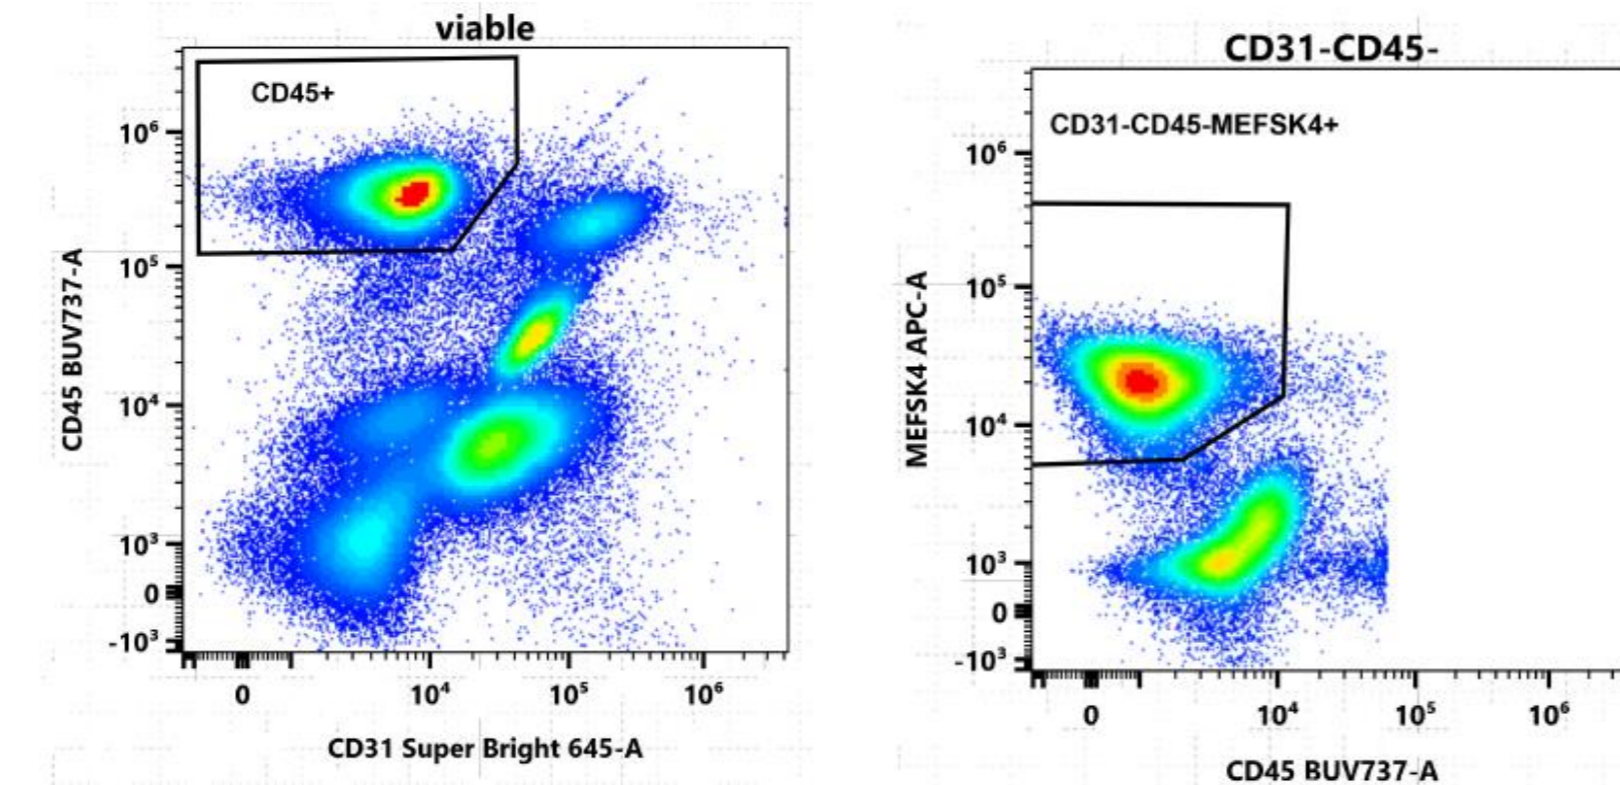 viable
CD45+
10⁶
10⁵
10⁴
10³
0
-10³
CD45 BUV737-A
0
10⁴
10⁵
10⁶
CD31 Super Bright 645-A
CD31-CD45-
CD31-CD45-MEFSK4+
10⁶
10⁵
10⁴
10³
0
-10³
MEFSK4 APC-A
0
10⁴
10⁵
10⁶
CD45 BUV737-A